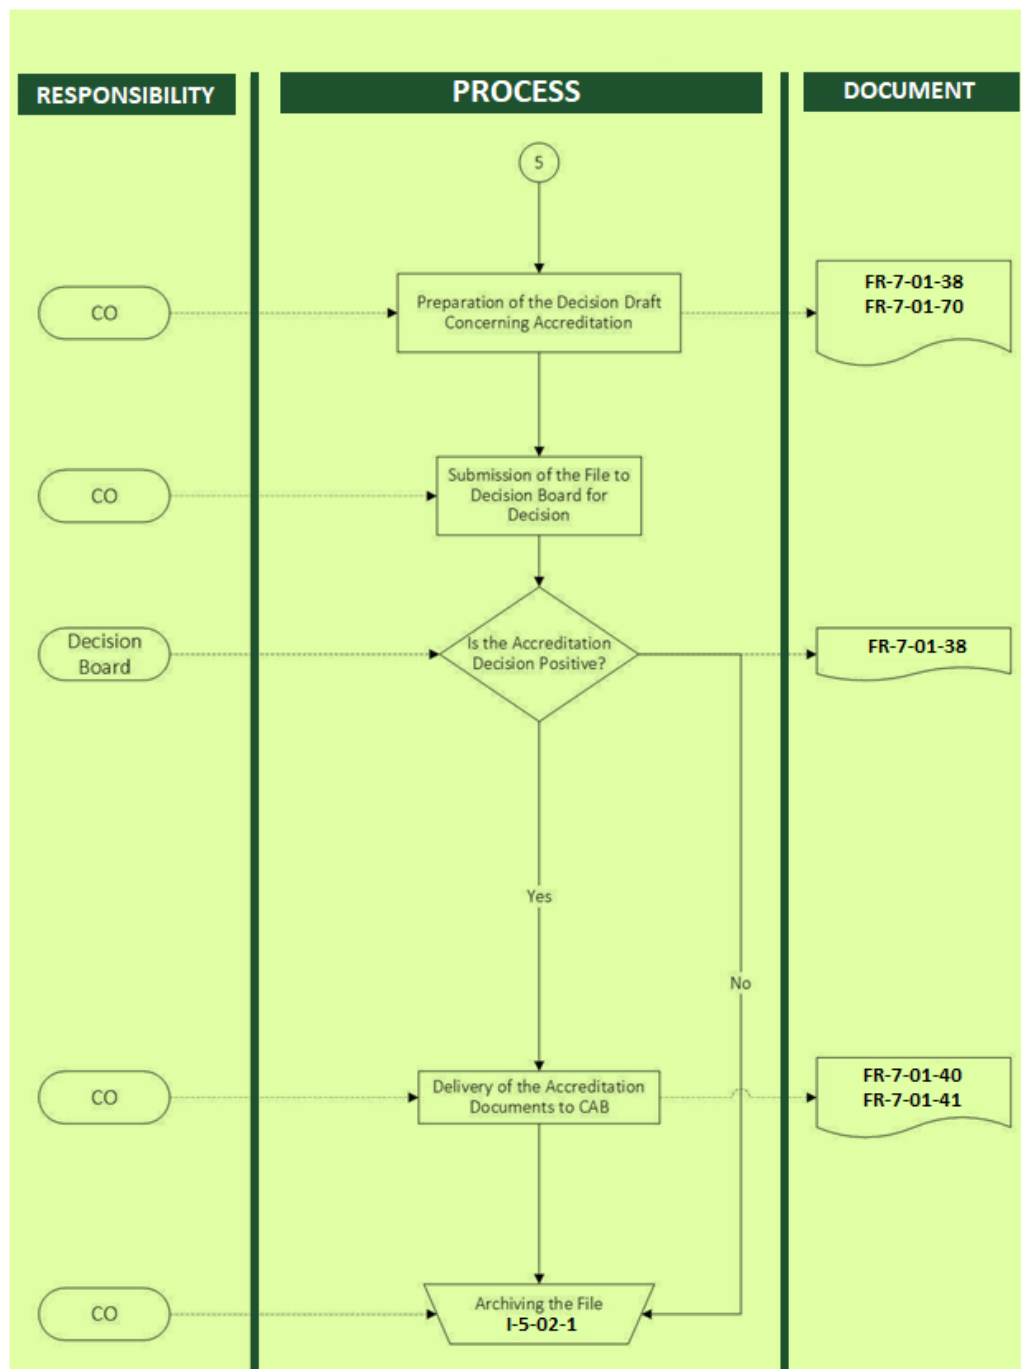 RESPONSIBILITY
PROCESS
DOCUMENT
5
CO
Preparation of the Decision Draft
Concerning Accreditation
FR-7-01-38
FR-7-01-70
CO
Submission of the File to
Decision Board for
Decision
Decision
Board
Is the Accreditation
Decision Positive?
FR-7-01-38
Yes
No
CO
Delivery of the Accreditation
Documents to CAB
FR-7-01-40
FR-7-01-41
CO
Archiving the File
I-5-02-1